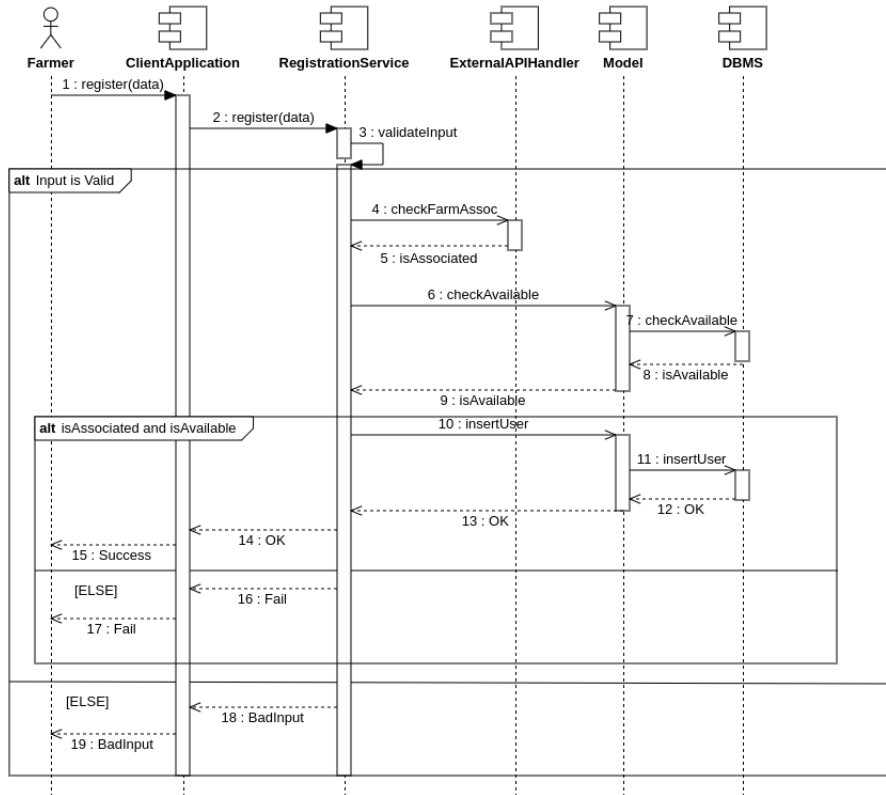 Farmer
ClientApplication
RegistrationService
ExternalAPIHandler
Model
DBMS
1 : register(data)
2 : register(data)
3 : validateInput
alt Input is Valid
4 : checkFarmAssoc
5 : isAssociated
6 : checkAvailable
7 : checkAvailable
8 : isAvailable
9 : isAvailable
alt isAssociated and isAvailable
10 : insertUser
11 : insertUser
12 : OK
13 : OK
14 : OK
15 : Success
[ELSE]
16 : Fail
17 : Fail
[ELSE]
18 : BadInput
19 : BadInput